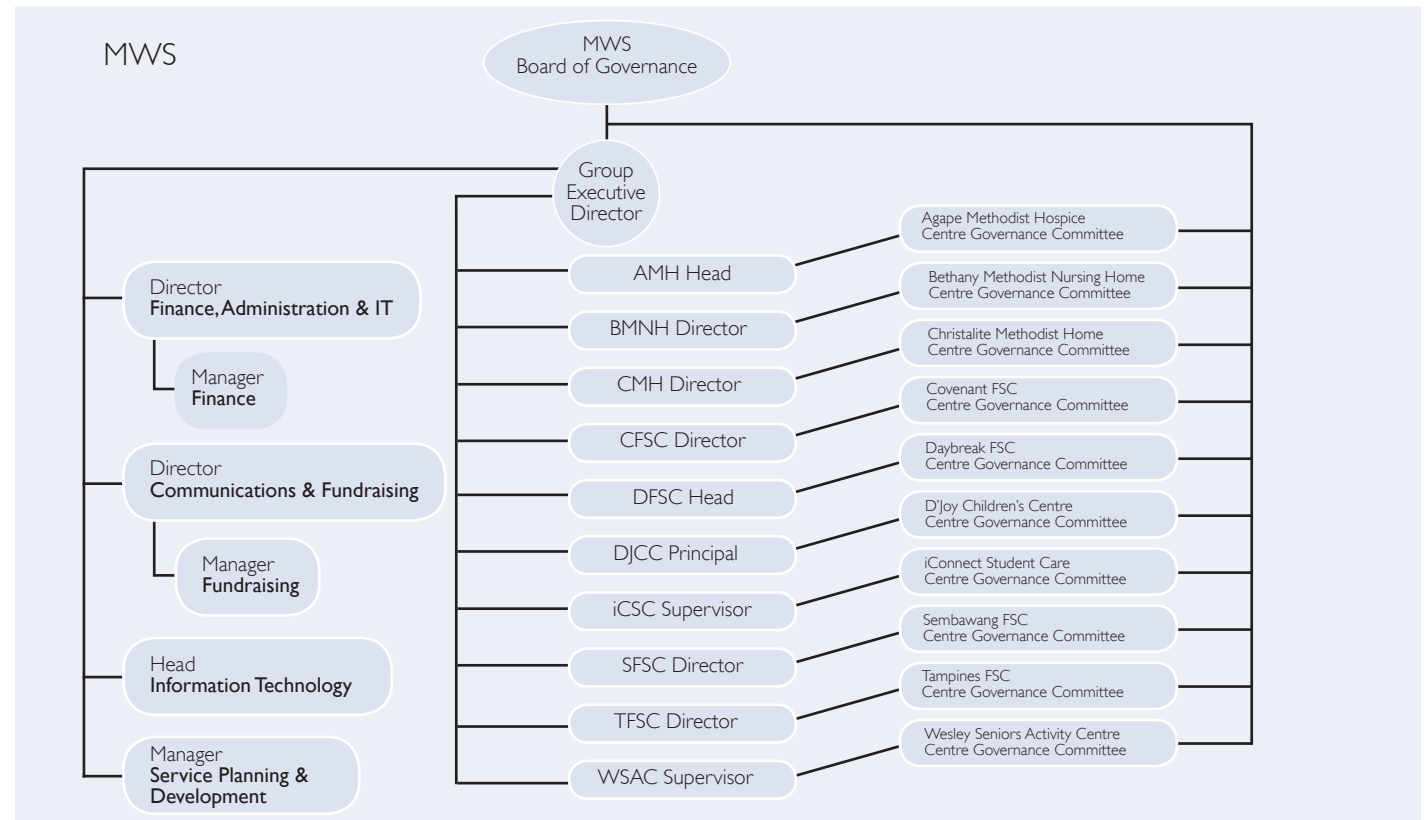 MWS
MWS
Board of Governance
Group
Executive
Director
Director
Finance, Administration & IT
Manager
Finance
Director
Communications & Fundraising
Manager
Fundraising
Head
Information Technology
Manager
Service Planning &
Development
AMH Head
BMNH Director
CMH Director
CFSC Director
DFSC Head
DJCC Principal
iCSC Supervisor
SFSC Director
TFSC Director
WSAC Supervisor
Agape Methodist Hospice
Centre Governance Committee
Bethany Methodist Nursing Home
Centre Governance Committee
Christalite Methodist Home
Centre Governance Committee
Covenant FSC
Centre Governance Committee
Daybreak FSC
Centre Governance Committee
D’Joy Children’s Centre
Centre Governance Committee
iConnect Student Care
Centre Governance Committee
Sembawang FSC
Centre Governance Committee
Tampines FSC
Centre Governance Committee
Wesley Seniors Activity Centre
Centre Governance Committee